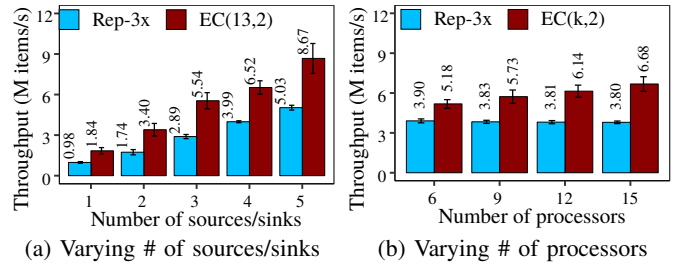 Rep-3x EC(13,2)
Throughput (M items/s)
12
9
6
3
0
0.98
1.84
1.74
3.40
2.89
5.54
3.99
6.52
5.03
8.67
1 2 3 4 5
Number of sources/sinks
(a) Varying # of sources/sinks
Rep-3x EC(k,2)
Throughput (M items/s)
12
9
6
3
0
3.90
5.18
3.83
5.73
3.81
6.14
3.80
6.68
6 9 12 15
Number of processors
(b) Varying # of processors